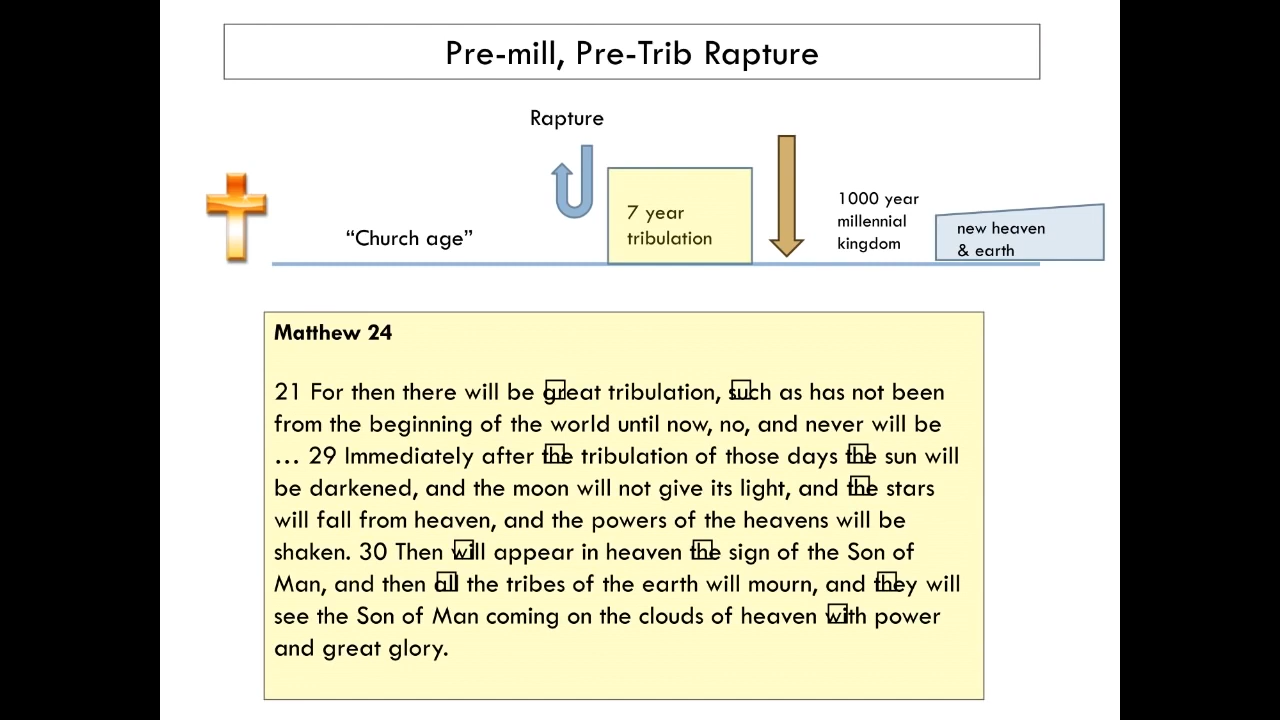 Pre-mill, Pre-Trib Rapture
Rapture
“Church age”
7 year
tribulation
1000 year
millennial
kingdom
new heaven
& earth
Matthew 24
21 For then there will be great tribulation, such as has not been
from the beginning of the world until now, no, and never will be
… 29 Immediately after the tribulation of those days the sun will
be darkened, and the moon will not give its light, and the stars
will fall from heaven, and the powers of the heavens will be
shaken. 30 Then will appear in heaven the sign of the Son of
Man, and then all the tribes of the earth will mourn, and they will
see the Son of Man coming on the clouds of heaven with power
and great glory.